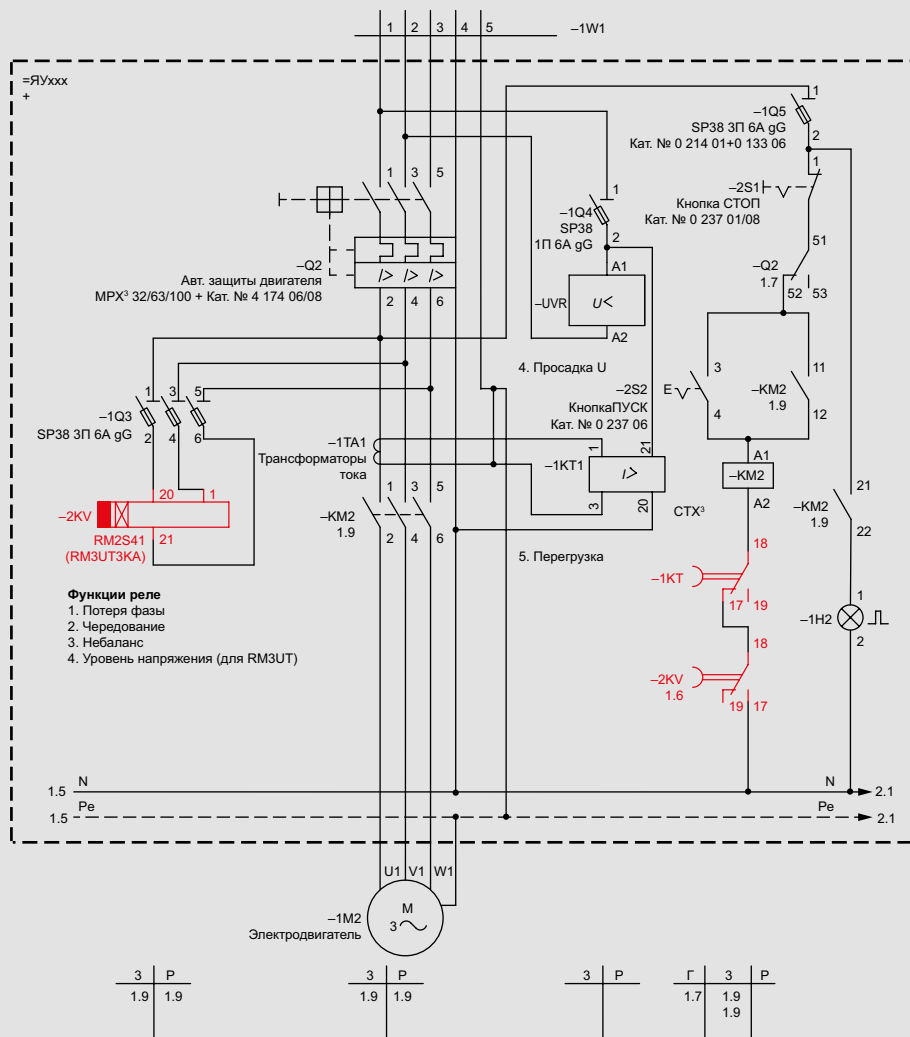 1 2 3 4 5 –1W1
=ЯУxxx
+
1
–1Q5
SP38 3П 6А gG
Кат. № 0 214 01+0 133 06
2
1
–2S1
Кнопка СТОП
Кат. № 0 237 01/08
1 3 5
1
–1Q4
SP38
1П 6А gG
2
51
–Q2
1.7
52 53
–Q2
I> I> I>
Авт. защиты двигателя
MPX³ 32/63/100 + Кат. № 4 174 06/08
2 4 6
A1
–UVR
U<
A2
4. Просадка U
3
E
4
11
–KM2
1.9
12
1 3 5
–1Q3
SP38 3П 6А gG
2 4 6
–2S2
КнопкаПУСК
Кат. № 0 237 06
–1TA1
Трансформаторы
тока
1 21
–1KT1
I>
3 20
CTX³
A1
–KM2
A2
20 1
–2KV
RM2S41
(RM3UT3KA)
21
1 3 5
–KM2
1.9
2 4 6
21
–KM2
1.9
22
5. Перегрузка
18
–1KT
17 19
Функции реле
1. Потеря фазы
2. Чередование
3. Небаланс
4. Уровень напряжения (для RM3UT)
1
–1H2
2
18
–2KV
1.6
19 17
1.5 N N 2.1
1.5 Pe Pe 2.1
U1 V1 W1
M
3
–1M2
Электродвигатель
З Р З Р З Р Г З Р
1.9 1.9 1.9 1.9 1.7 1.9
1.9